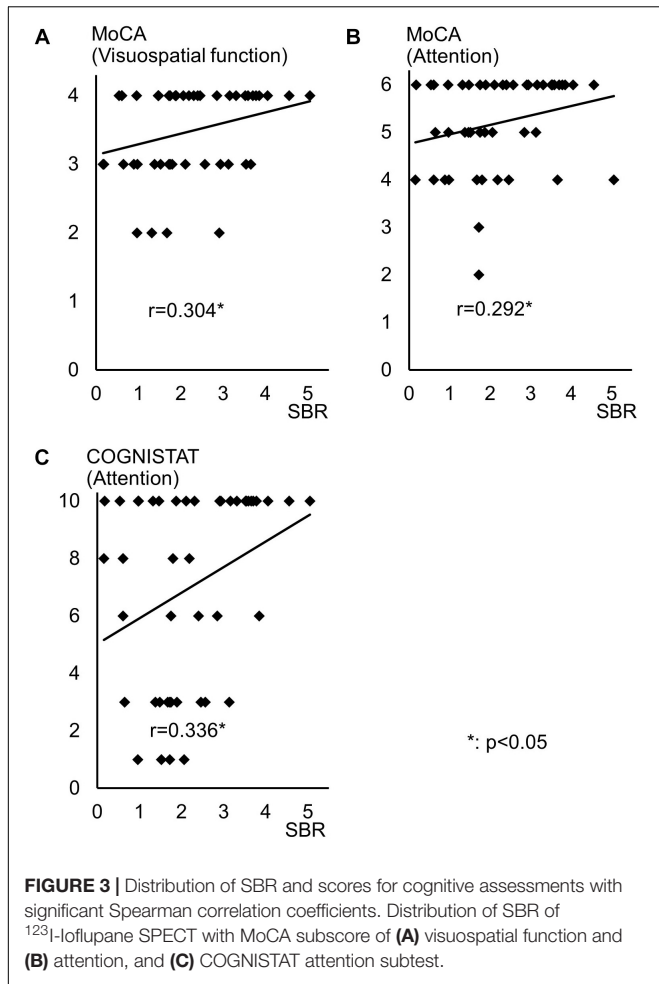 A
MoCA
(Visuospatial function)
4
3
2
1
0
r=0.304*
0 1 2 3 4 5
SBR
B
MoCA
(Attention)
6
5
4
3
2
1
0
r=0.292*
0 1 2 3 4 5
SBR
C
COGNISTAT
(Attention)
10
8
6
4
2
0
r=0.336*
0 1 2 3 4 5
SBR
*: p<0.05
FIGURE 3 | Distribution of SBR and scores for cognitive assessments with
significant Spearman correlation coefficients. Distribution of SBR of
¹²³I-Ioflupane SPECT with MoCA subscore of (A) visuospatial function and
(B) attention, and (C) COGNISTAT attention subtest.